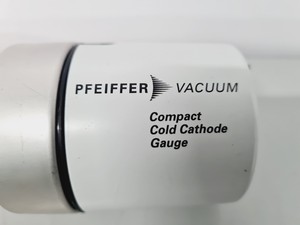 PFEIFFER VACUUM
Compact
Cold Cathode
Gauge